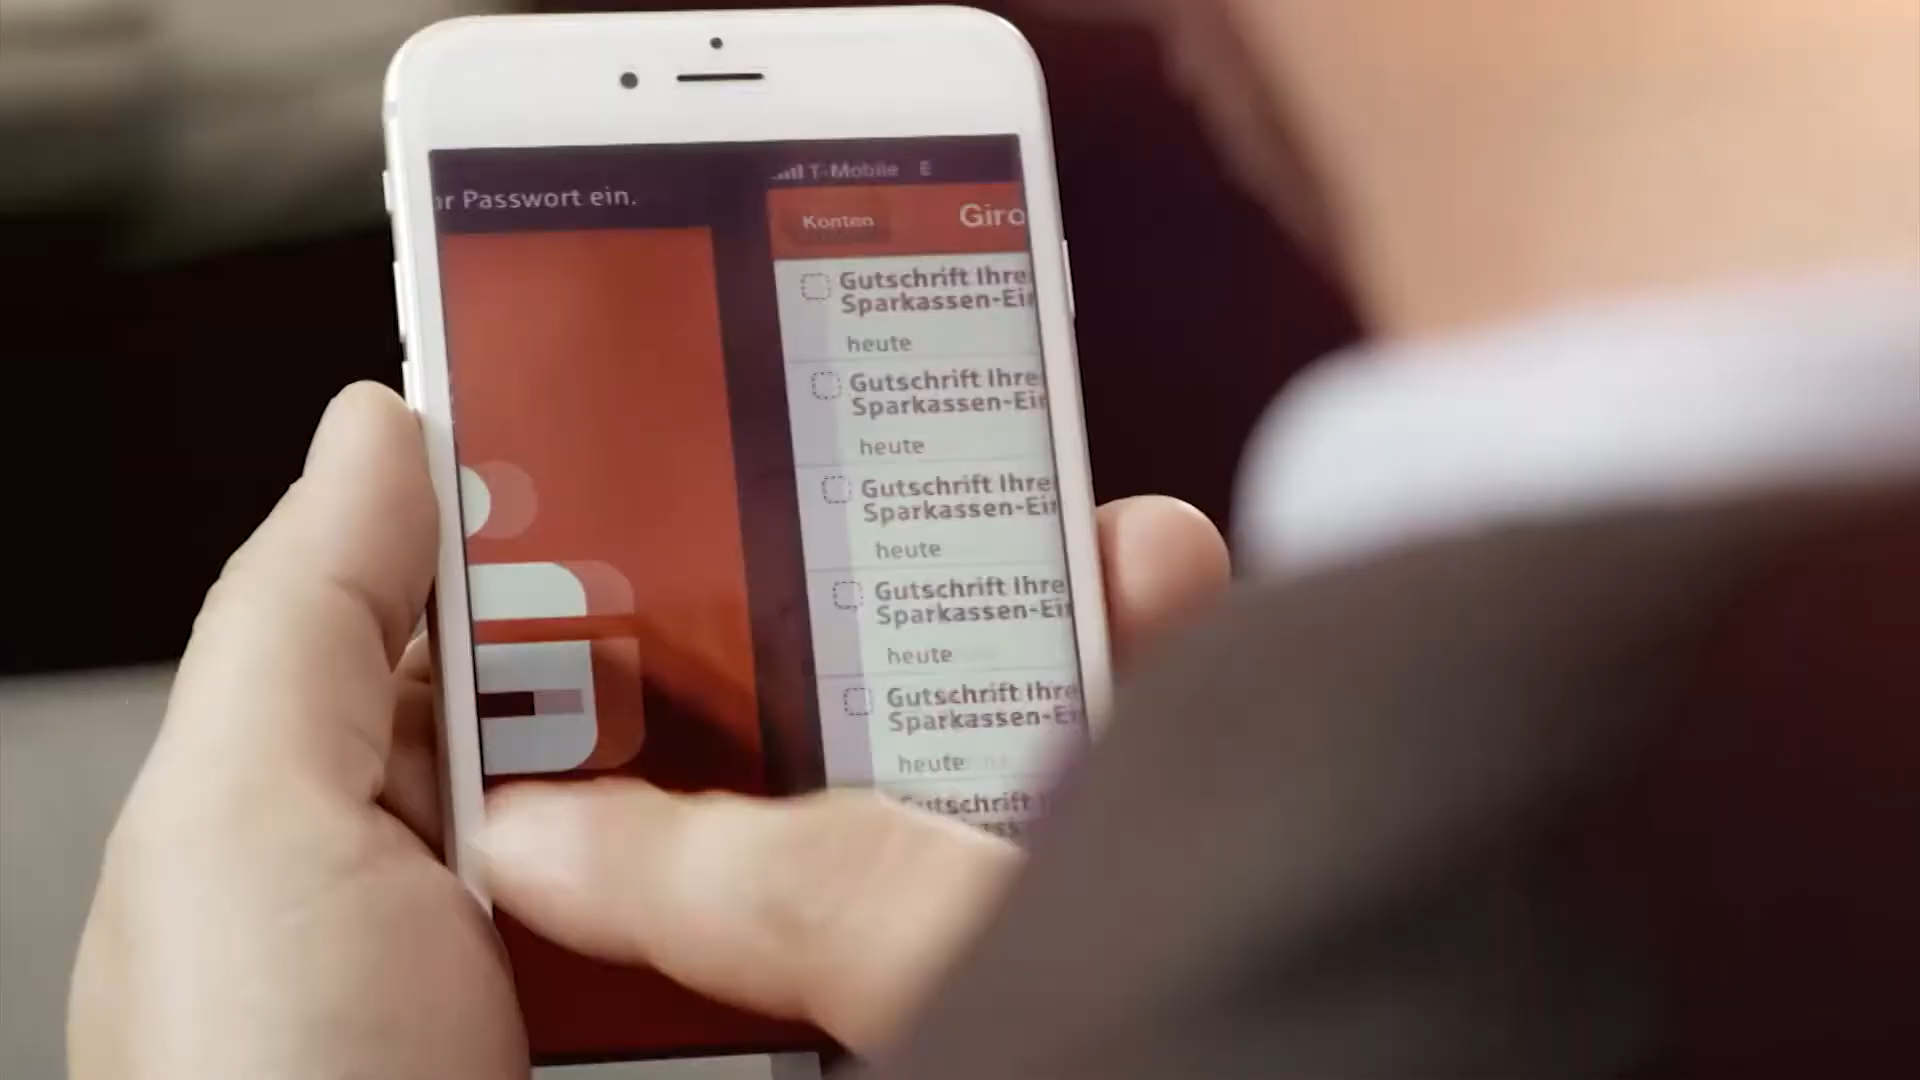 Passwort ein.
T-Mobile E
Konten
Giro
Gutschrift Ihre
Sparkassen-Ei
heute
Gutschrift Ihre
Sparkassen-Ei
heute
Gutschrift Ihre
Sparkassen-Ei
heute
Gutschrift Ihre
Sparkassen-Ei
heute
Gutschrift Ihre
Sparkassen-E
heute
Gutschrift